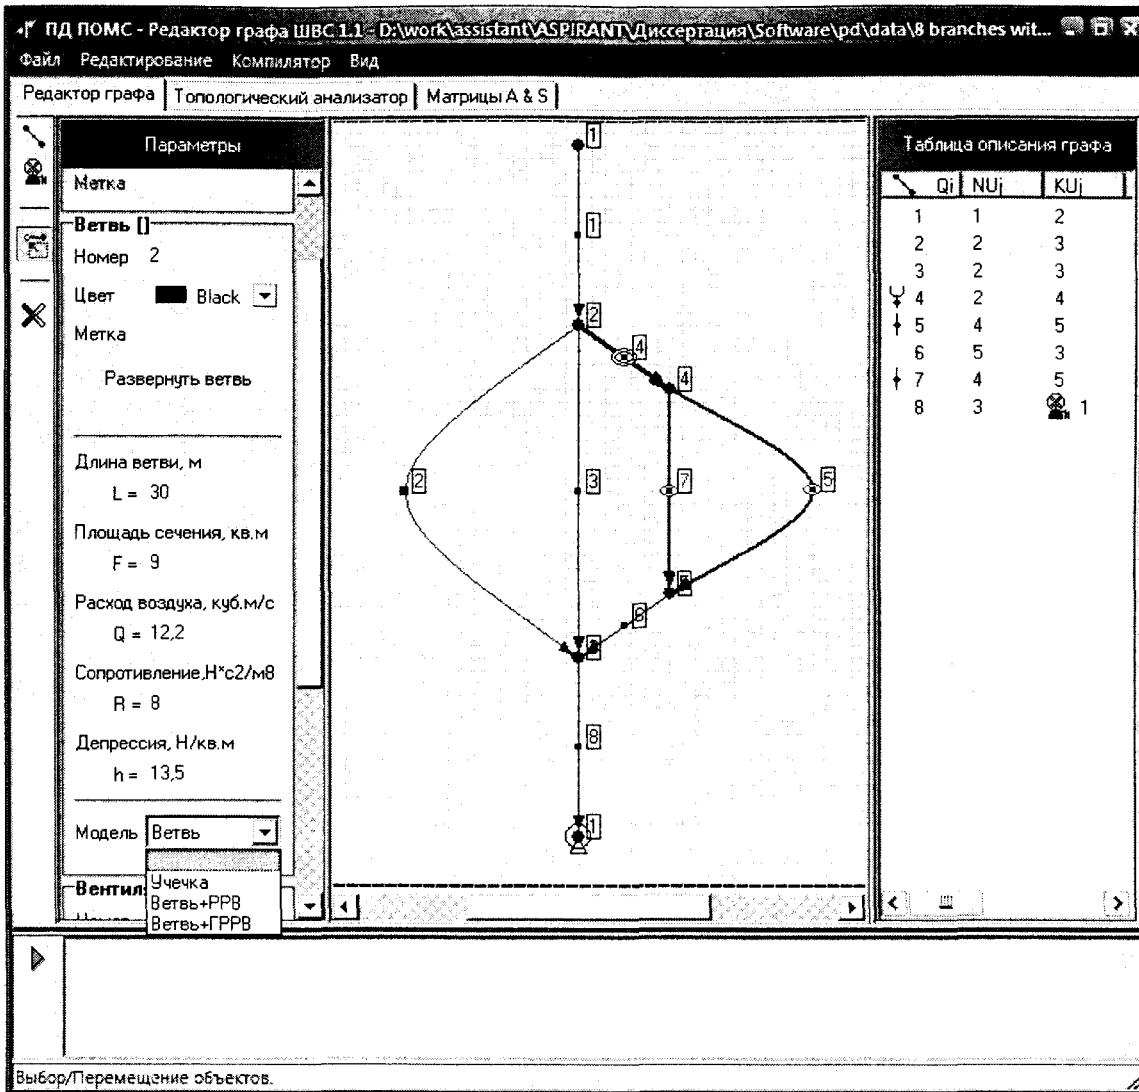 ПД ПОМС - Редактор графа ШВС 1.1 - D:\work\assistant\ASPIRANT\Диссертация\Software\pd\data\8 branches wit...
Файл Редактирование Компилятор Вид
Редактор графа Топологический анализатор Матрицы A & S
Параметры
Метка
Ветвь []
Номер 2
Цвет Black
Метка
Развернуть ветвь
Длина ветви, м
L = 30
Площадь сечения, кв.м
F = 9
Расход воздуха, куб.м/с
Q = 12,2
Сопротивление,Н*с2/м8
R = 8
Депрессия, Н/кв.м
h = 13,5
Модель Ветвь
Учечка
Ветвь+РРВ
Ветвь+ГРРВ
Вентил
1
1
2
4
4
2
3
7
5
5
6
3
8
1
Таблица описания графа
Qi NUj KUj
1 1 2
2 2 3
3 2 3
4 2 4
5 4 5
6 5 3
7 4 5
8 3 1
Выбор/Перемещение объектов.